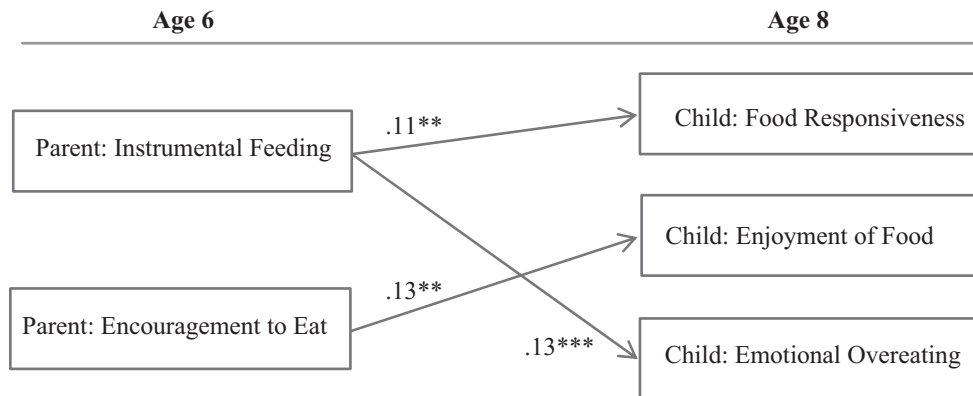 Age 6 Age 8
Child: Food Responsiveness
.11**
Parent: Instrumental Feeding
Child: Enjoyment of Food
.13**
Parent: Encouragement to Eat
.13***
Child: Emotional Overeating